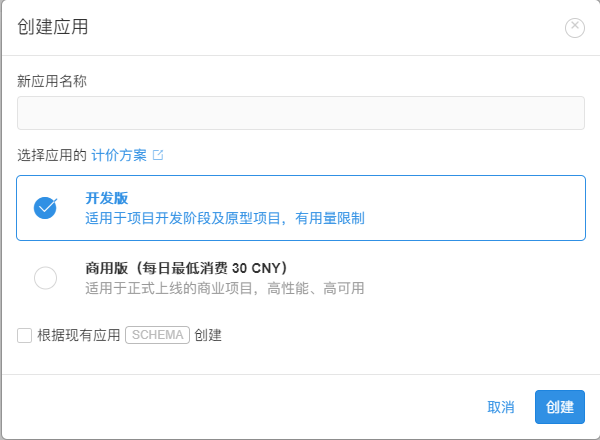 创建应用
新应用名称
选择应用的 计价方案
开发版
适用于项目开发阶段及原型项目，有用量限制
商用版（每日最低消费 30 CNY）
适用于正式上线的商业项目，高性能、高可用
根据现有应用 SCHEMA 创建
取消 创建